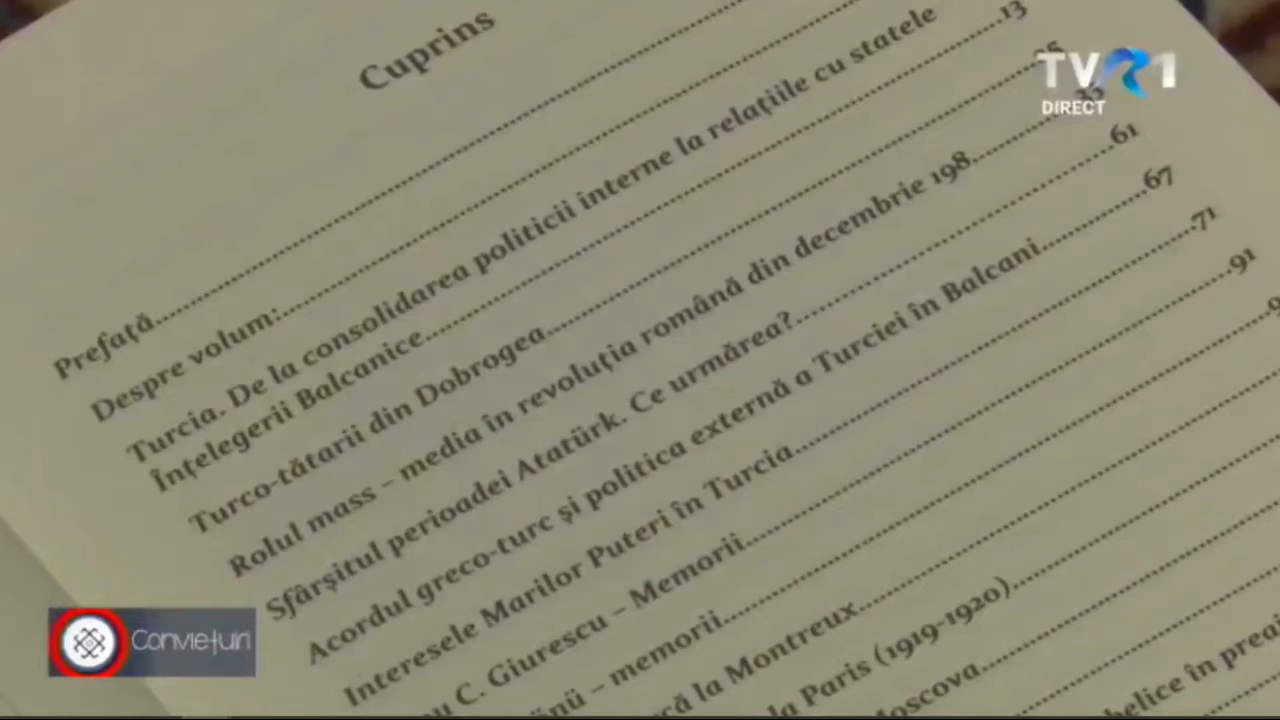 Cuprins
Prefață
Despre volum:
Turcia. De la consolidarea politicii interne la relațiile cu statele
Înțelegerii Balcanice 13
Turco-tătarii din Dobrogea
Rolul mass – media în revoluția română din decembrie 198
Sfârșitul perioadei Atatürk. Ce urmărea? 61
Acordul greco-turc și politica externă a Turciei în Balcani 67
Interesele Marilor Puteri în Turcia 71
C. Giurescu – Memorii 91
– memorii
la Montreux
la Paris (1919-1920)
în
TVR1
DIRECT
Conviețuiri